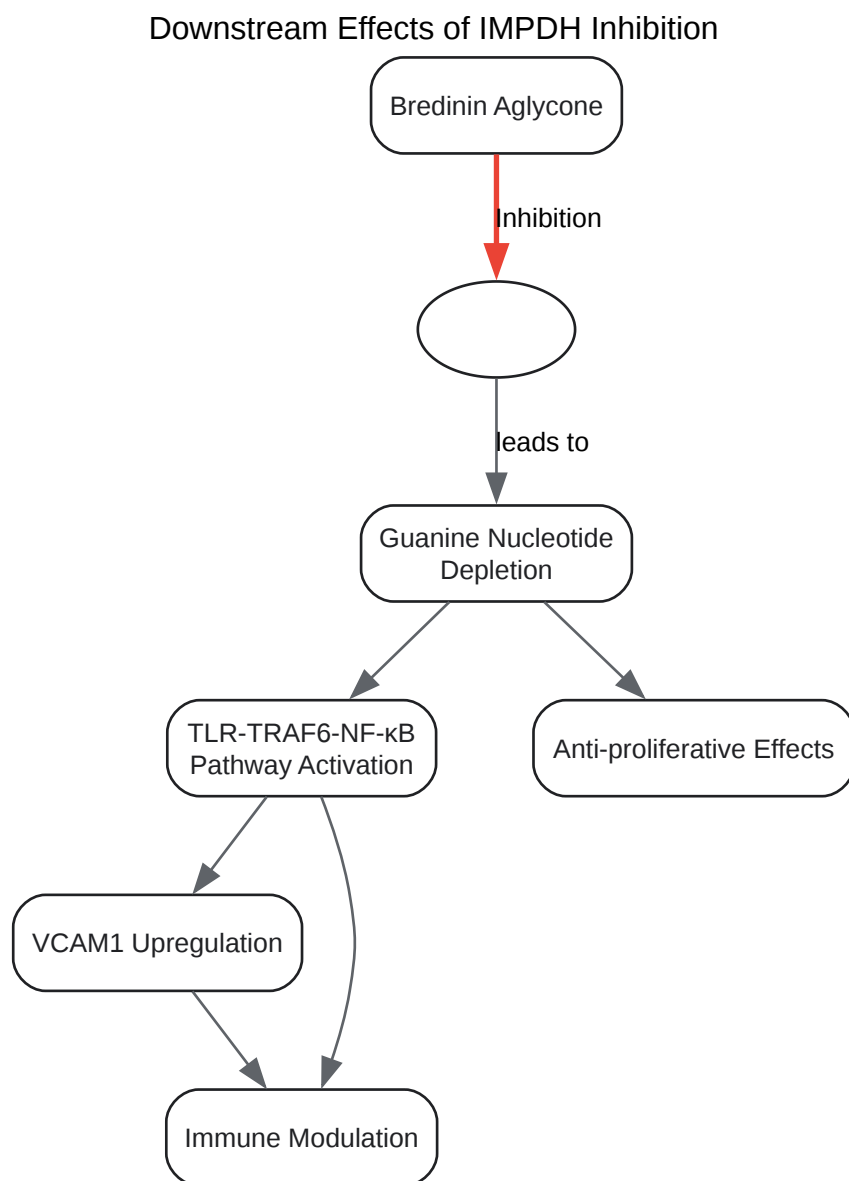 Downstream Effects of IMPDH Inhibition
Bredinin Aglycone
Inhibition
leads to
Guanine Nucleotide
Depletion
TLR-TRAF6-NF-κB
Pathway Activation
Anti-proliferative Effects
VCAM1 Upregulation
Immune Modulation